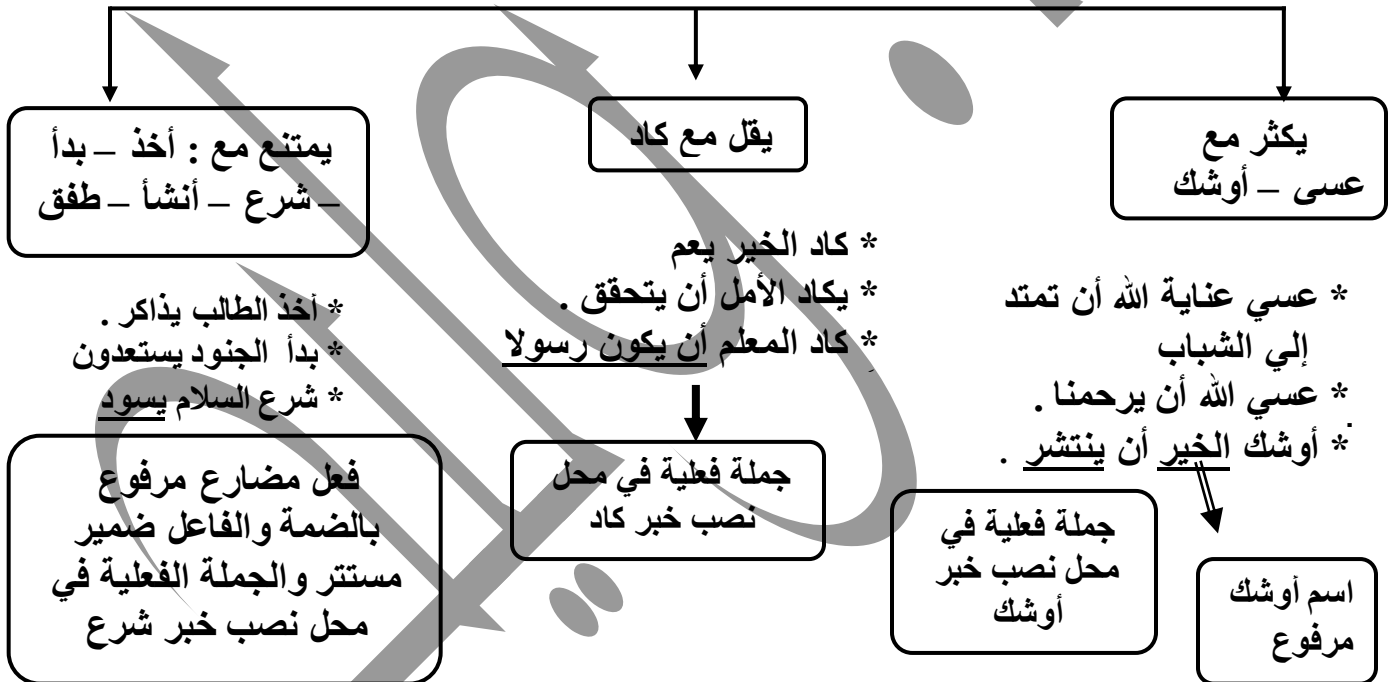 يكثر مع
عسى – أوشك
يقل مع كاد
يمتنع مع : أخذ – بدأ
– شرع – أنشأ – طفق
* عسي عناية الله أن تمتد
إلي الشباب
* عسي الله أن يرحمنا .
* أوشك الخير أن ينتشر .
اسم أوشك
مرفوع
جملة فعلية في
محل نصب خبر
أوشك
* كاد الخير يعم
* يكاد الأمل أن يتحقق .
* كاد المعلم أن يكون رسولا
جملة فعلية في محل
نصب خبر كاد
* أخذ الطالب يذاكر .
* بدأ الجنود يستعدون
* شرع السلام يسود
فعل مضارع مرفوع
بالضمة والفاعل ضمير
مستتر والجملة الفعلية في
محل نصب خبر شرع